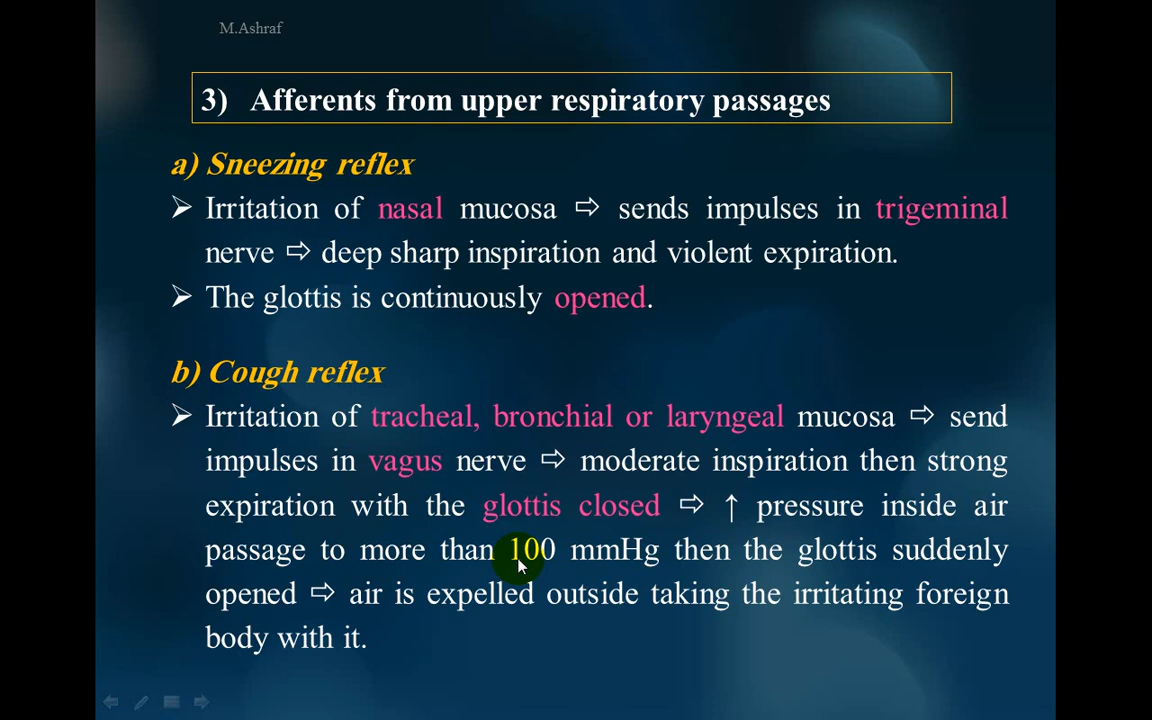 M.Ashraf
3) Afferents from upper respiratory passages
a) Sneezing reflex
➢ Irritation of nasal mucosa ⇨ sends impulses in trigeminal
nerve ⇨ deep sharp inspiration and violent expiration.
➢ The glottis is continuously opened.
b) Cough reflex
➢ Irritation of tracheal, bronchial or laryngeal mucosa ⇨ send
impulses in vagus nerve ⇨ moderate inspiration then strong
expiration with the glottis closed ⇨ ↑ pressure inside air
passage to more than 100 mmHg then the glottis suddenly
opened ⇨ air is expelled outside taking the irritating foreign
body with it.